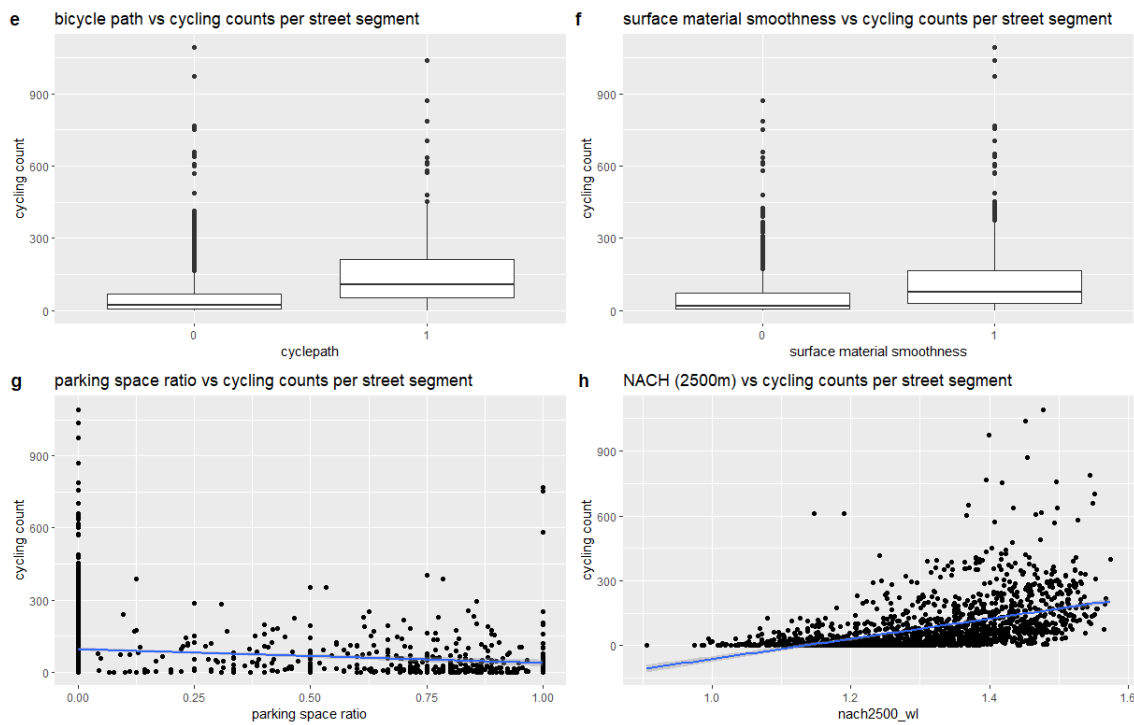 e bicycle path vs cycling counts per street segment
cycling count
900
600
300
0
0 1
cyclepath
f surface material smoothness vs cycling counts per street segment
cycling count
900
600
300
0
0 1
surface material smoothness
g parking space ratio vs cycling counts per street segment
cycling count
900
600
300
0
0.00 0.25 0.50 0.75 1.00
parking space ratio
h NACH (2500m) vs cycling counts per street segment
cycling count
900
600
300
0
1.0 1.2 1.4 1.6
nach2500_wl